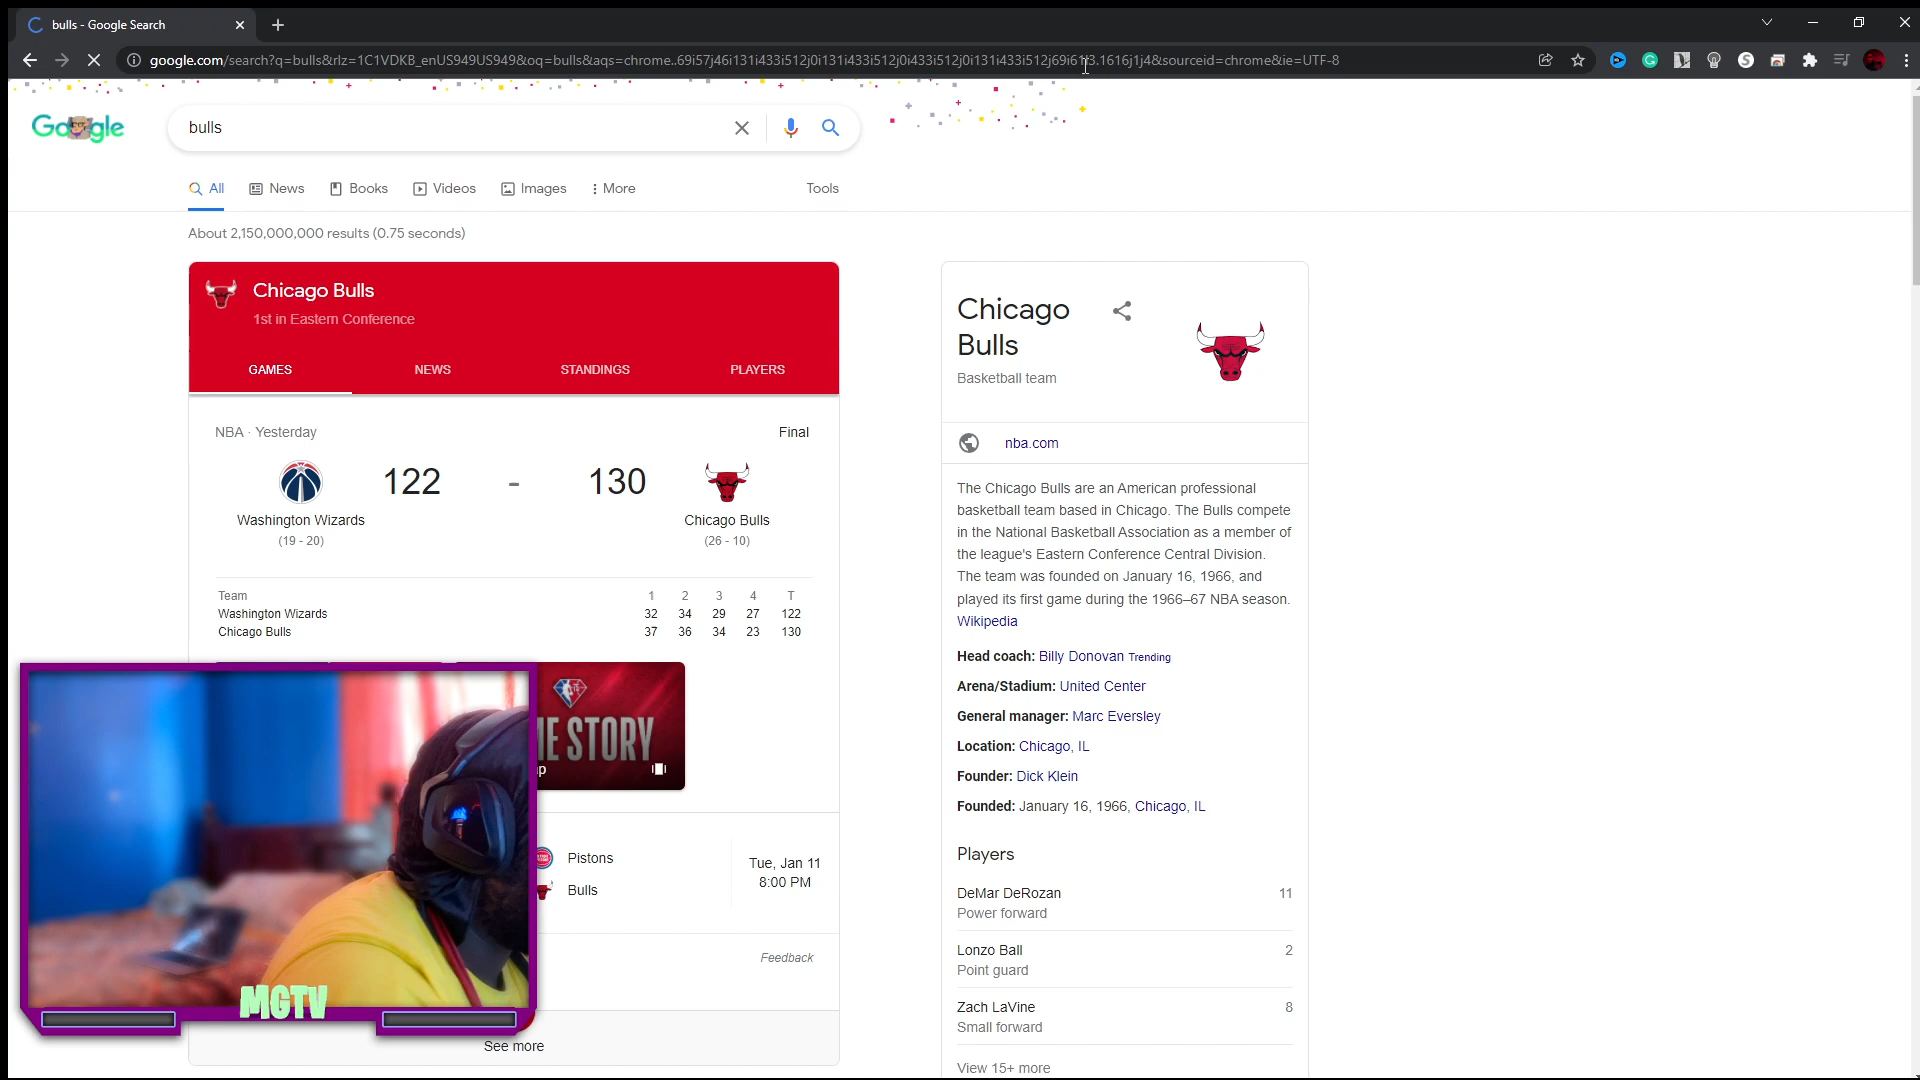 bulls - Google Search
google.com/search?q=bulls&rlz=1C1VDKB_enUS949US949&oq=bulls&aqs=chrome..69i57j46i131i433i512j0i131i433i512j0i433i512j0i131i433i512j69i61l3.1616j1j4&sourceid=chrome&ie=UTF-8
Google
bulls
All News Books Videos Images More Tools
About 2,150,000,000 results (0.75 seconds)
Chicago Bulls
1st in Eastern Conference
GAMES NEWS STANDINGS PLAYERS
NBA · Yesterday Final
122 - 130
Washington Wizards Chicago Bulls
(19 - 20) (26 - 10)
Team 1 2 3 4 T
Washington Wizards 32 34 29 27 122
Chicago Bulls 37 36 34 23 130
STORY
Pistons
Bulls
Tue, Jan 11
8:00 PM
Feedback
See more
MGTV
Chicago
Bulls
Basketball team
nba.com
The Chicago Bulls are an American professional
basketball team based in Chicago. The Bulls compete
in the National Basketball Association as a member of
the league's Eastern Conference Central Division.
The team was founded on January 16, 1966, and
played its first game during the 1966–67 NBA season.
Wikipedia
Head coach: Billy Donovan Trending
Arena/Stadium: United Center
General manager: Marc Eversley
Location: Chicago, IL
Founder: Dick Klein
Founded: January 16, 1966, Chicago, IL
Players
DeMar DeRozan 11
Power forward
Lonzo Ball 2
Point guard
Zach LaVine 8
Small forward
View 15+ more